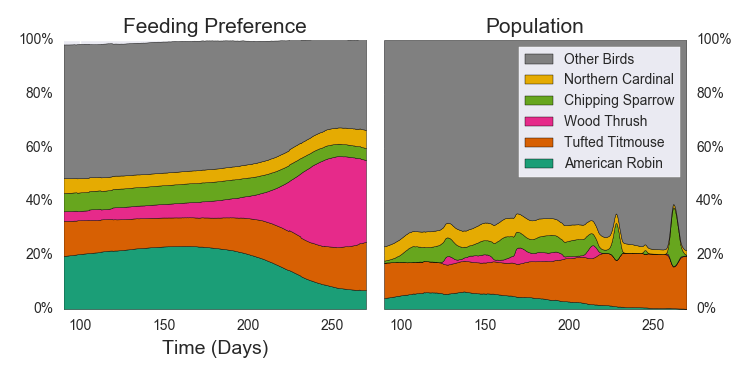 Feeding Preference
Population
100%
80%
60%
40%
20%
0%
100 150 200 250
Time (Days)
Other Birds
Northern Cardinal
Chipping Sparrow
Wood Thrush
Tufted Titmouse
American Robin
100%
80%
60%
40%
20%
0%
100 150 200 250